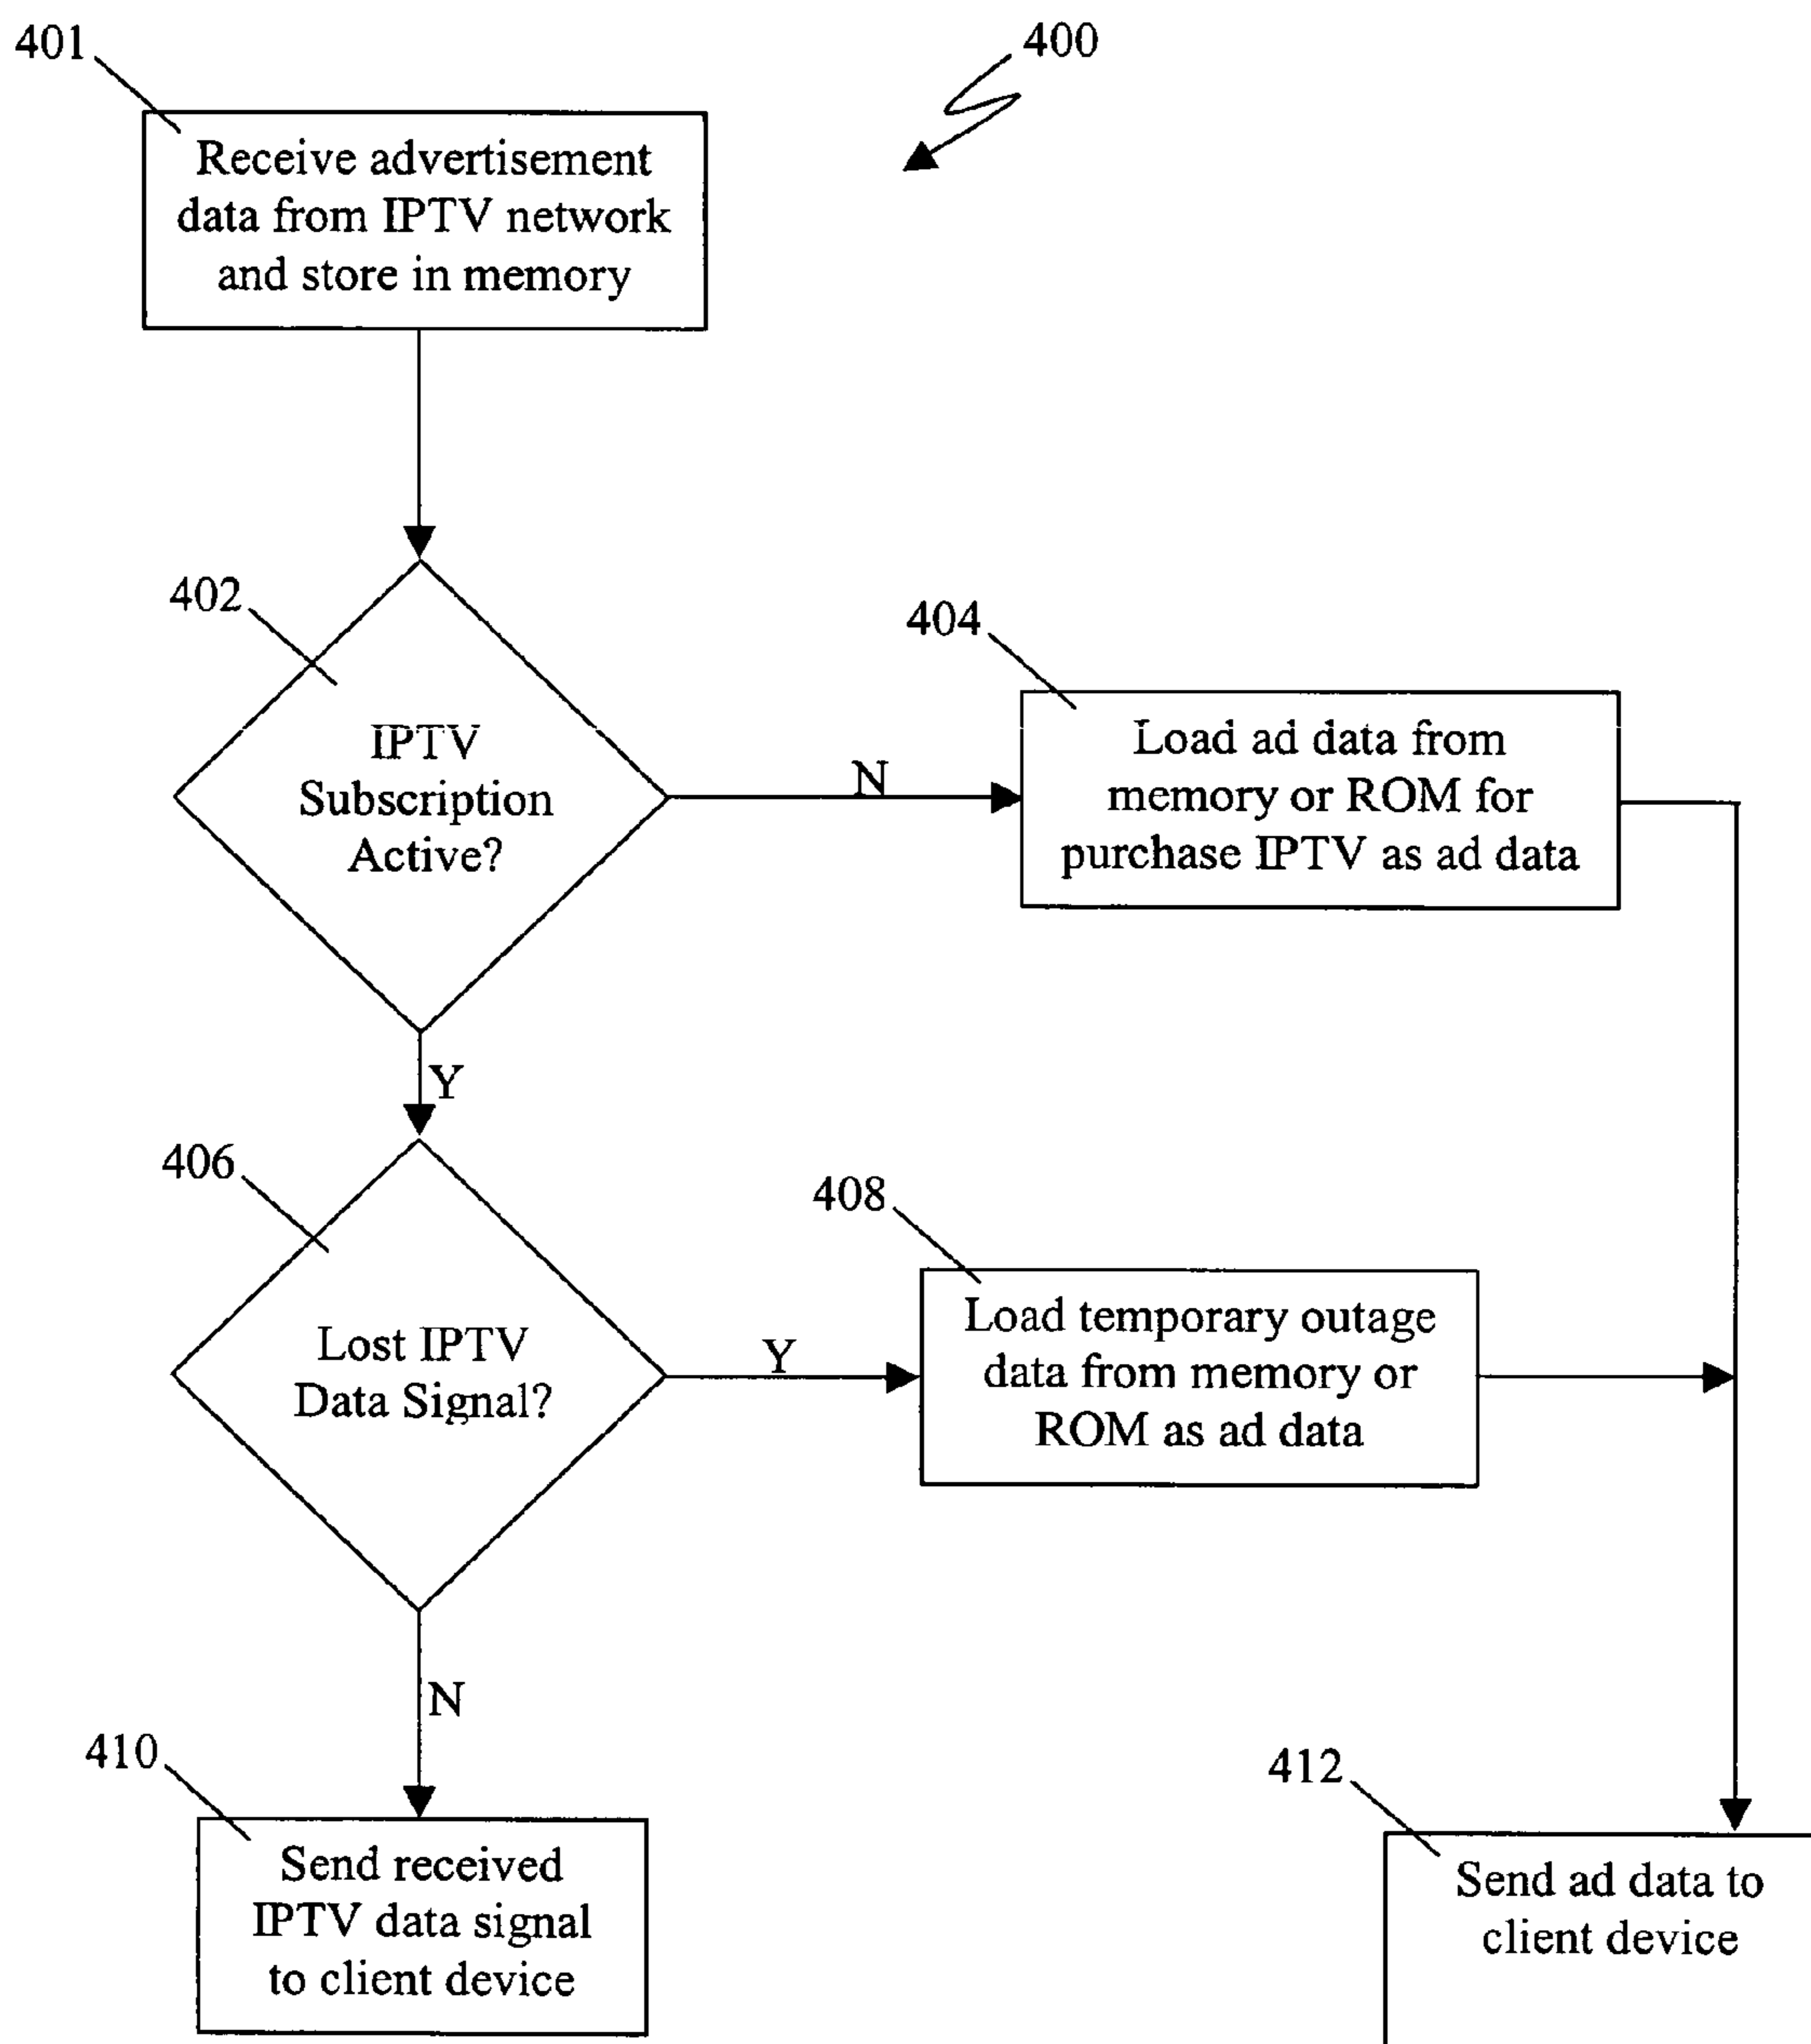 401
400
Receive advertisement
data from IPTV network
and store in memory
402
IPTV
Subscription
Active?
N
404
Load ad data from
memory or ROM for
purchase IPTV as ad data
Y
406
Lost IPTV
Data Signal?
Y
408
Load temporary outage
data from memory or
ROM as ad data
N
410
Send received
IPTV data signal
to client device
412
Send ad data to
client device